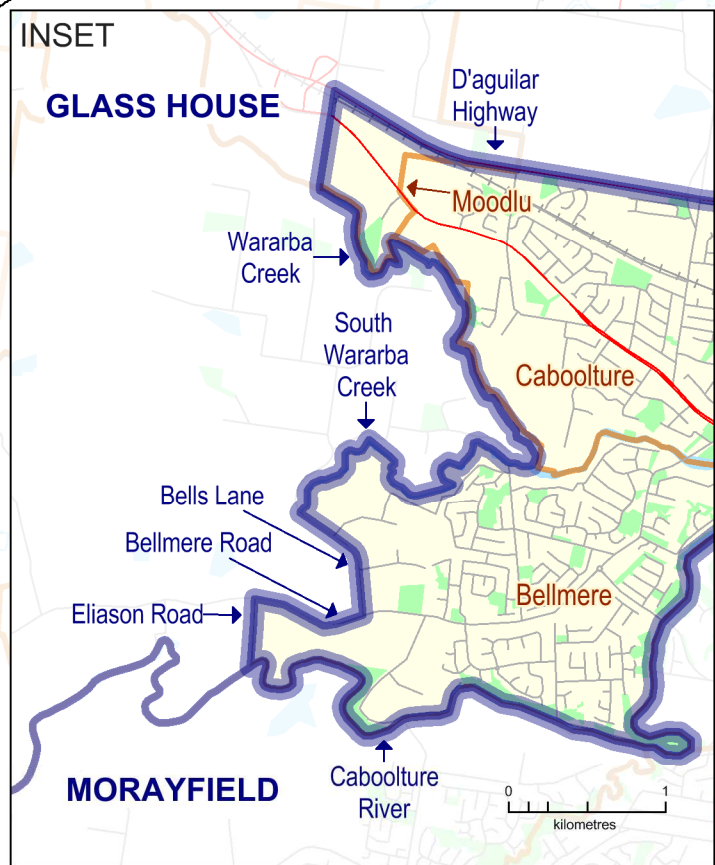 INSET
GLASS HOUSE
D'aguilar
Highway
Moodlu
Wararba
Creek
South
Wararba
Creek
Caboolture
Bells Lane
Bellmere Road
Bellmere
Eliason Road
MORAYFIELD
Caboolture
River
0 1
kilometres